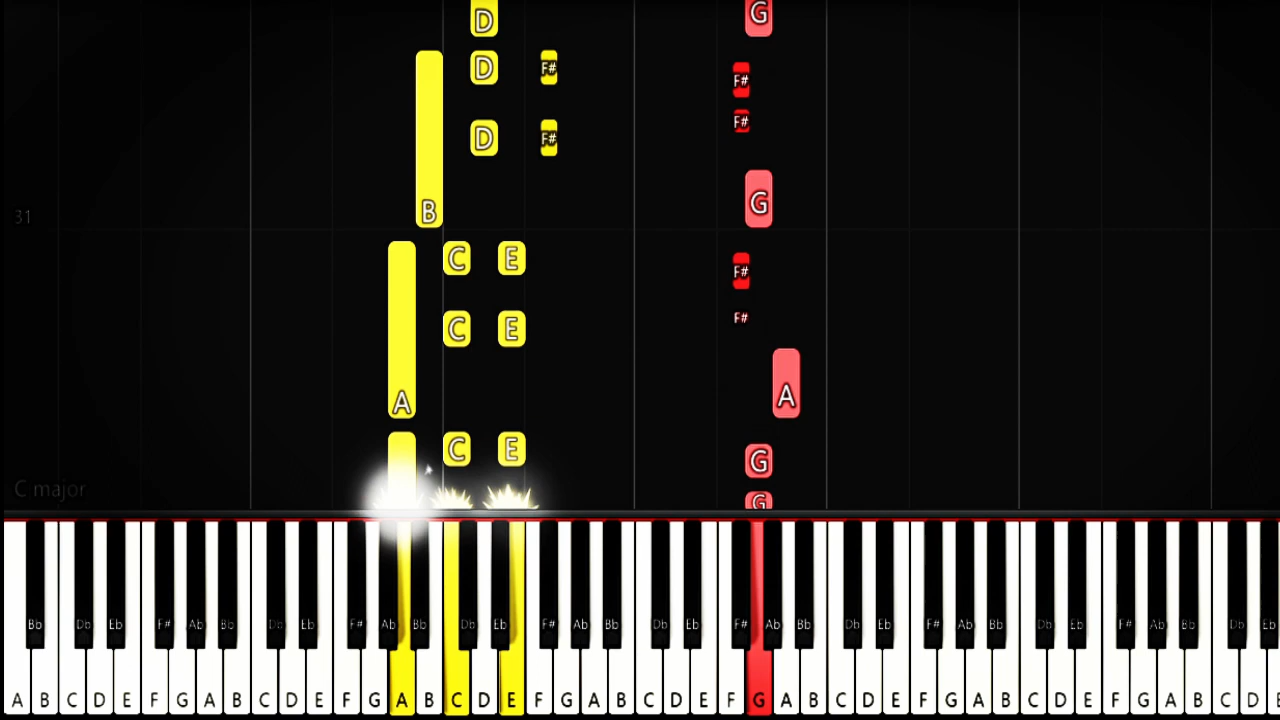 D G
D F# F#
F#
D F#
G
31 B
C E F#
F#
C E
A A
C E G
C major G
Bb Db Eb F# Ab Bb Db Eb F# Ab Bb Db Eb F# Ab Bb Db Eb F# Ab Bb Db Eb F# Ab Bb Db Eb F# Ab Bb Db Eb
A B C D E F G A B C D E F G A B C D E F G A B C D E F G A B C D E F G A B C D E F G A B C D E